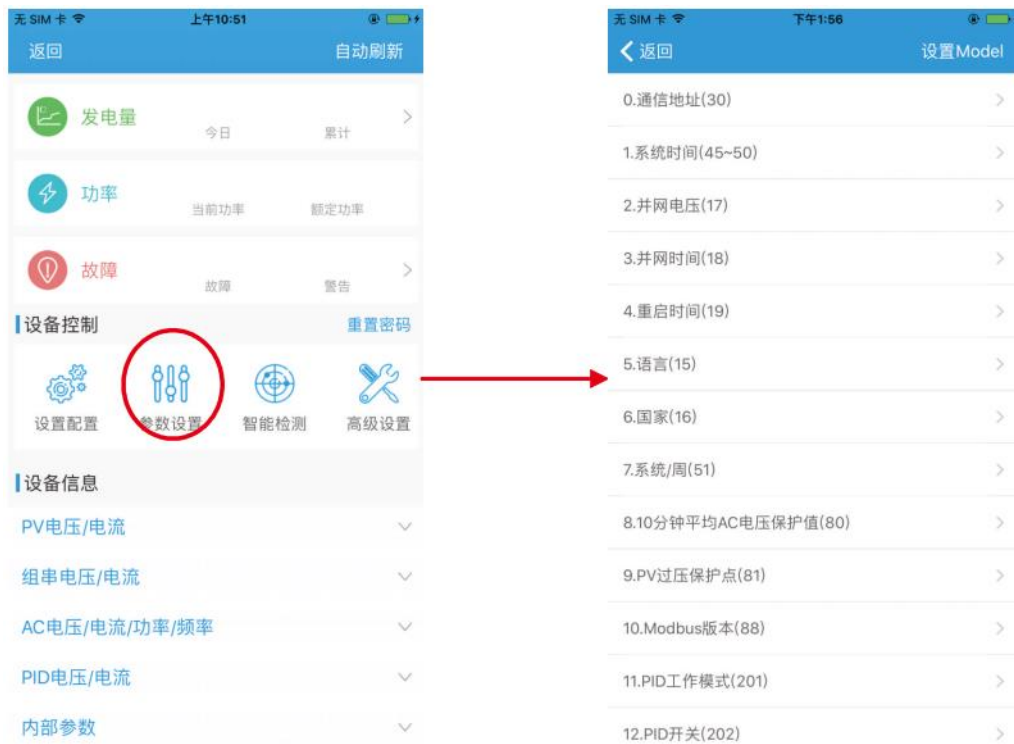 无 SIM 卡 上午10:51
返回 自动刷新
发电量
今日 累计
功率
当前功率 额定功率
故障
故障 警告
设备控制 重置密码
设置配置 参数设置 智能检测 高级设置
设备信息
PV电压/电流
组串电压/电流
AC电压/电流/功率/频率
PID电压/电流
内部参数
无 SIM 卡 下午1:56
返回 设置Model
0.通信地址(30)
1.系统时间(45~50)
2.并网电压(17)
3.并网时间(18)
4.重启时间(19)
5.语言(15)
6.国家(16)
7.系统/周(51)
8.10分钟平均AC电压保护值(80)
9.PV过压保护点(81)
10.Modbus版本(88)
11.PID工作模式(201)
12.PID开关(202)